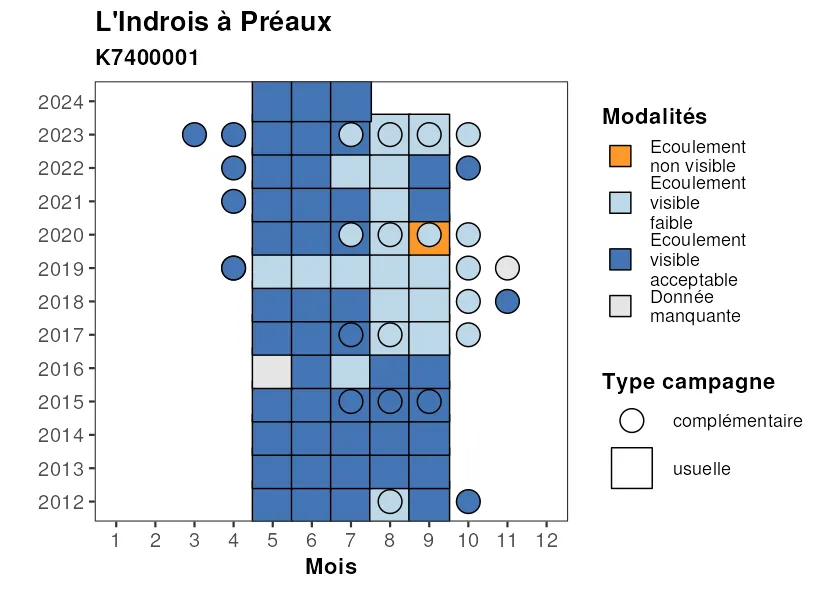 L'Indrois à Préaux
K7400001
2024
2023
2022
2021
2020
2019
2018
2017
2016
2015
2014
2013
2012
1 2 3 4 5 6 7 8 9 10 11 12
Mois
Modalités
Ecoulement
non visible
Ecoulement
visible
faible
Ecoulement
visible
acceptable
Donnée
manquante
Type campagne
complémentaire
usuelle